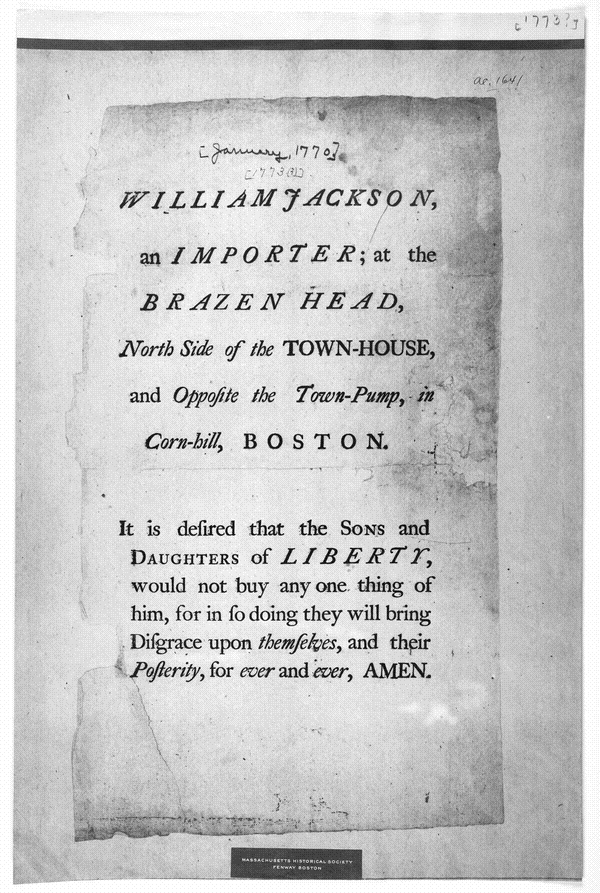 [1773?]
ae. 1641
[January, 1770]
[1773?]
WILLIAM JACKSON,
an IMPORTER; at the
BRAZEN HEAD,
North Side of the TOWN-HOUSE,
and Oppoſite the Town-Pump, in
Corn-hill, BOSTON.
It is deſired that the SONS and
DAUGHTERS of LIBERTY,
would not buy any one thing of
him, for in ſo doing they will bring
Diſgrace upon themſelves, and their
Poſterity, for ever and ever, AMEN.
MASSACHUSETTS HISTORICAL SOCIETY
FENWAY BOSTON